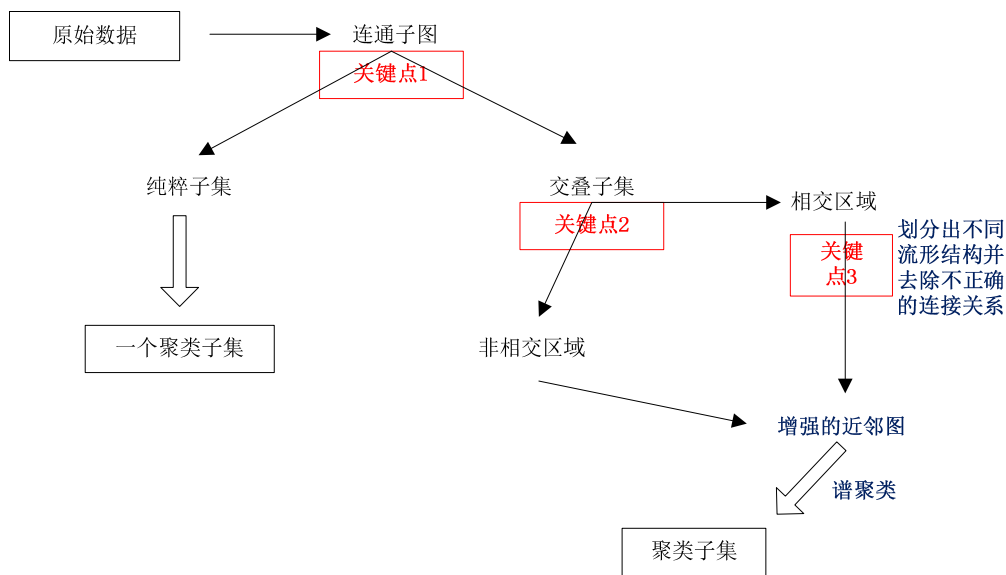 原始数据
连通子图
关键点1
纯粹子集
交叠子集
相交区域
关键点2
关键
点3
划分出不同
流形结构并
去除不正确
的连接关系
一个聚类子集
非相交区域
增强的近邻图
谱聚类
聚类子集